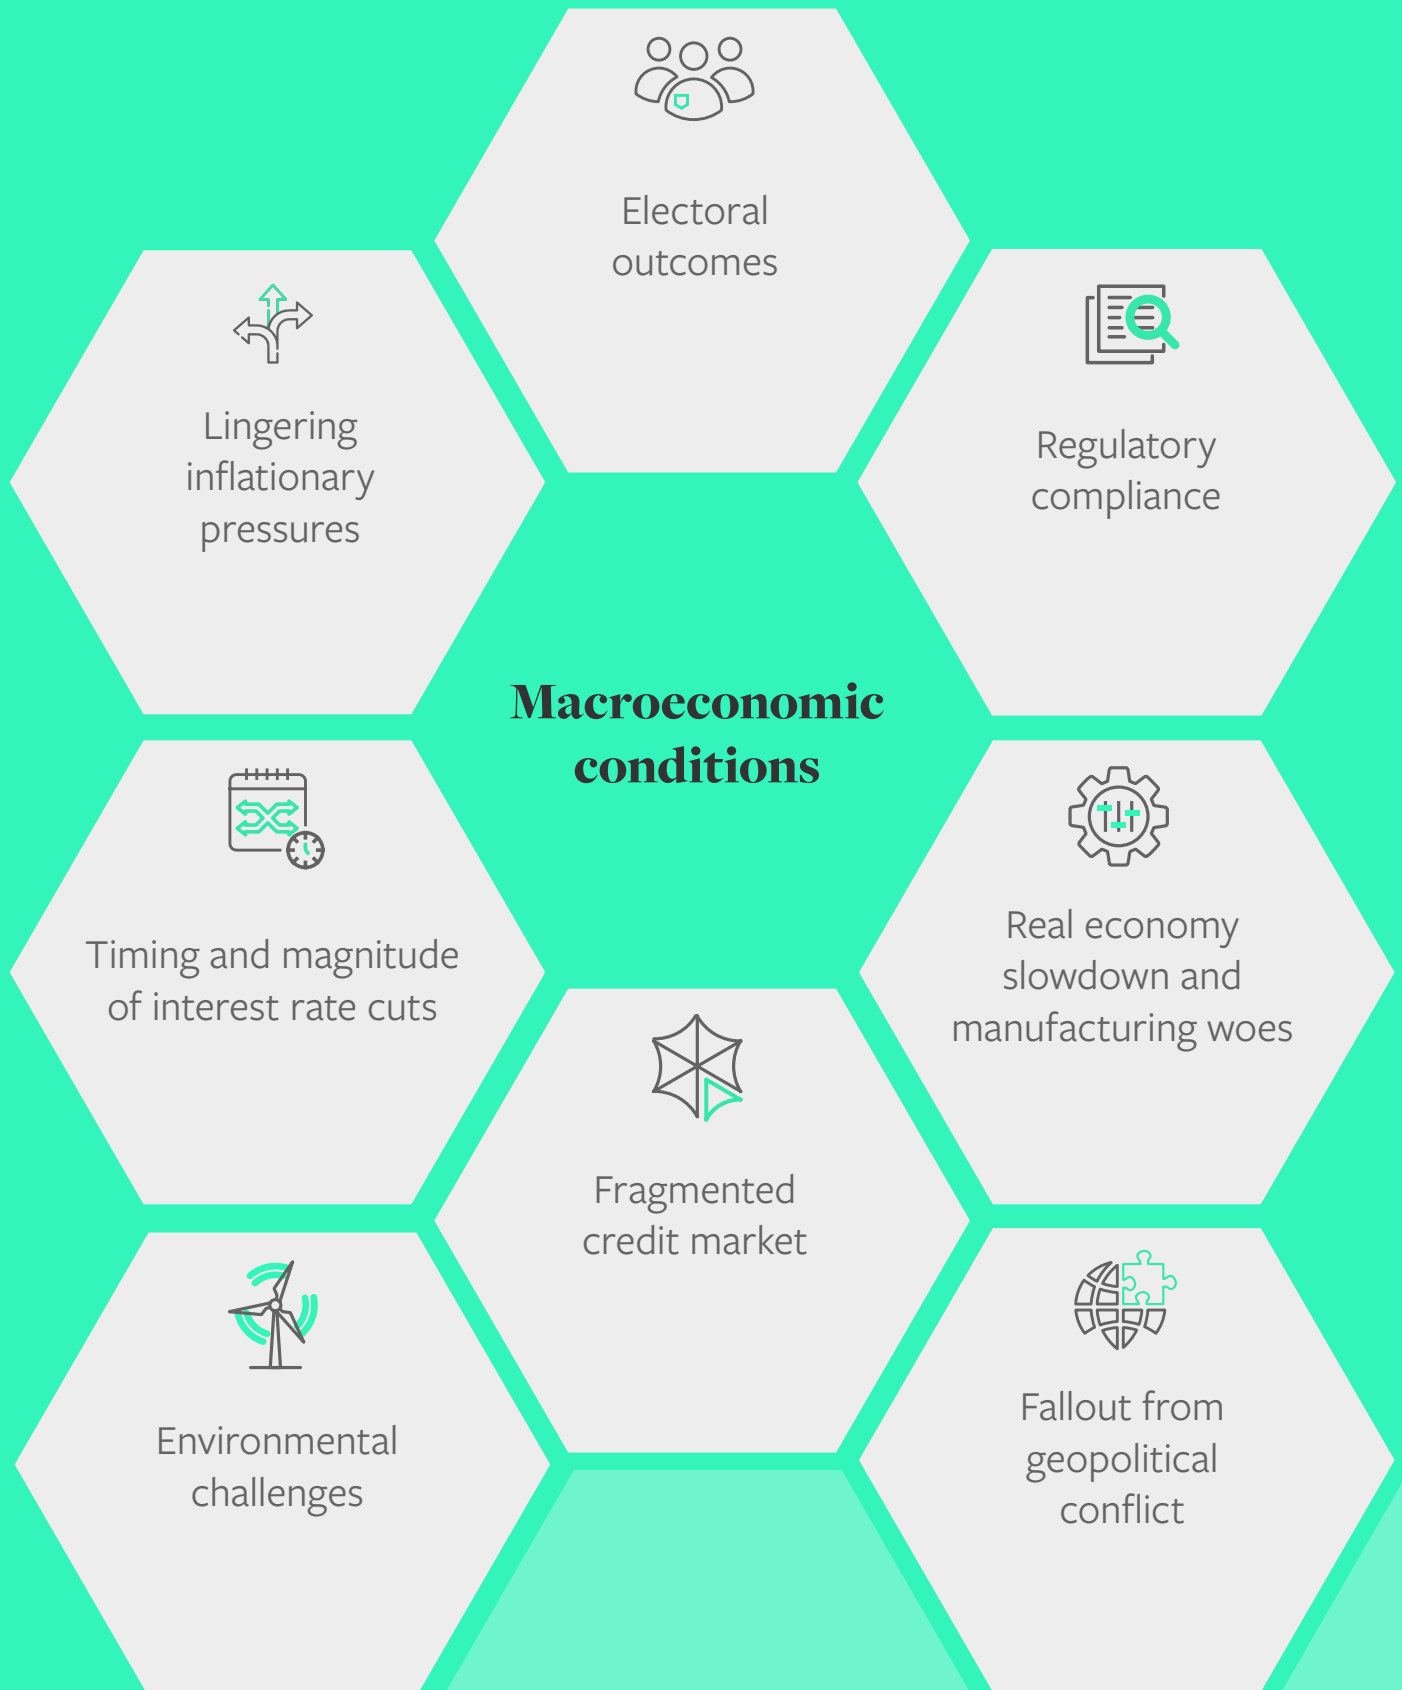 Electoral
outcomes
Lingering
inflationary
pressures
Regulatory
compliance
Macroeconomic
conditions
Timing and magnitude
of interest rate cuts
Real economy
slowdown and
manufacturing woes
Fragmented
credit market
Environmental
challenges
Fallout from
geopolitical
conflict